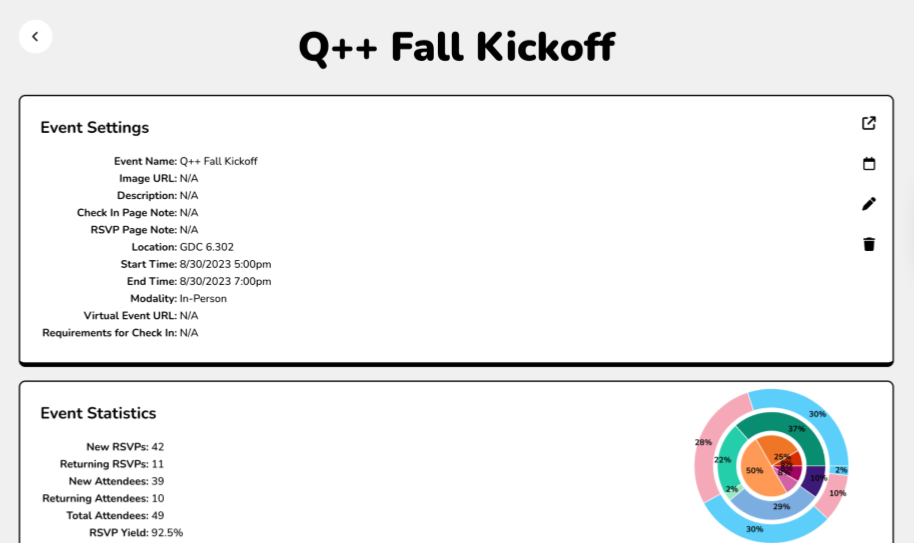 Q++ Fall Kickoff
Event Settings
Event Name: Q++ Fall Kickoff
Image URL: N/A
Description: N/A
Check In Page Note: N/A
RSVP Page Note: N/A
Location: GDC 6.302
Start Time: 8/30/2023 5:00pm
End Time: 8/30/2023 7:00pm
Modality: In-Person
Virtual Event URL: N/A
Requirements for Check In: N/A
Event Statistics
New RSVPs: 42
Returning RSVPs: 11
New Attendees: 39
Returning Attendees: 10
Total Attendees: 49
RSVP Yield: 92.5%
30%
37%
28%
25%
22%
50%
2%
10%
2%
10%
29%
30%